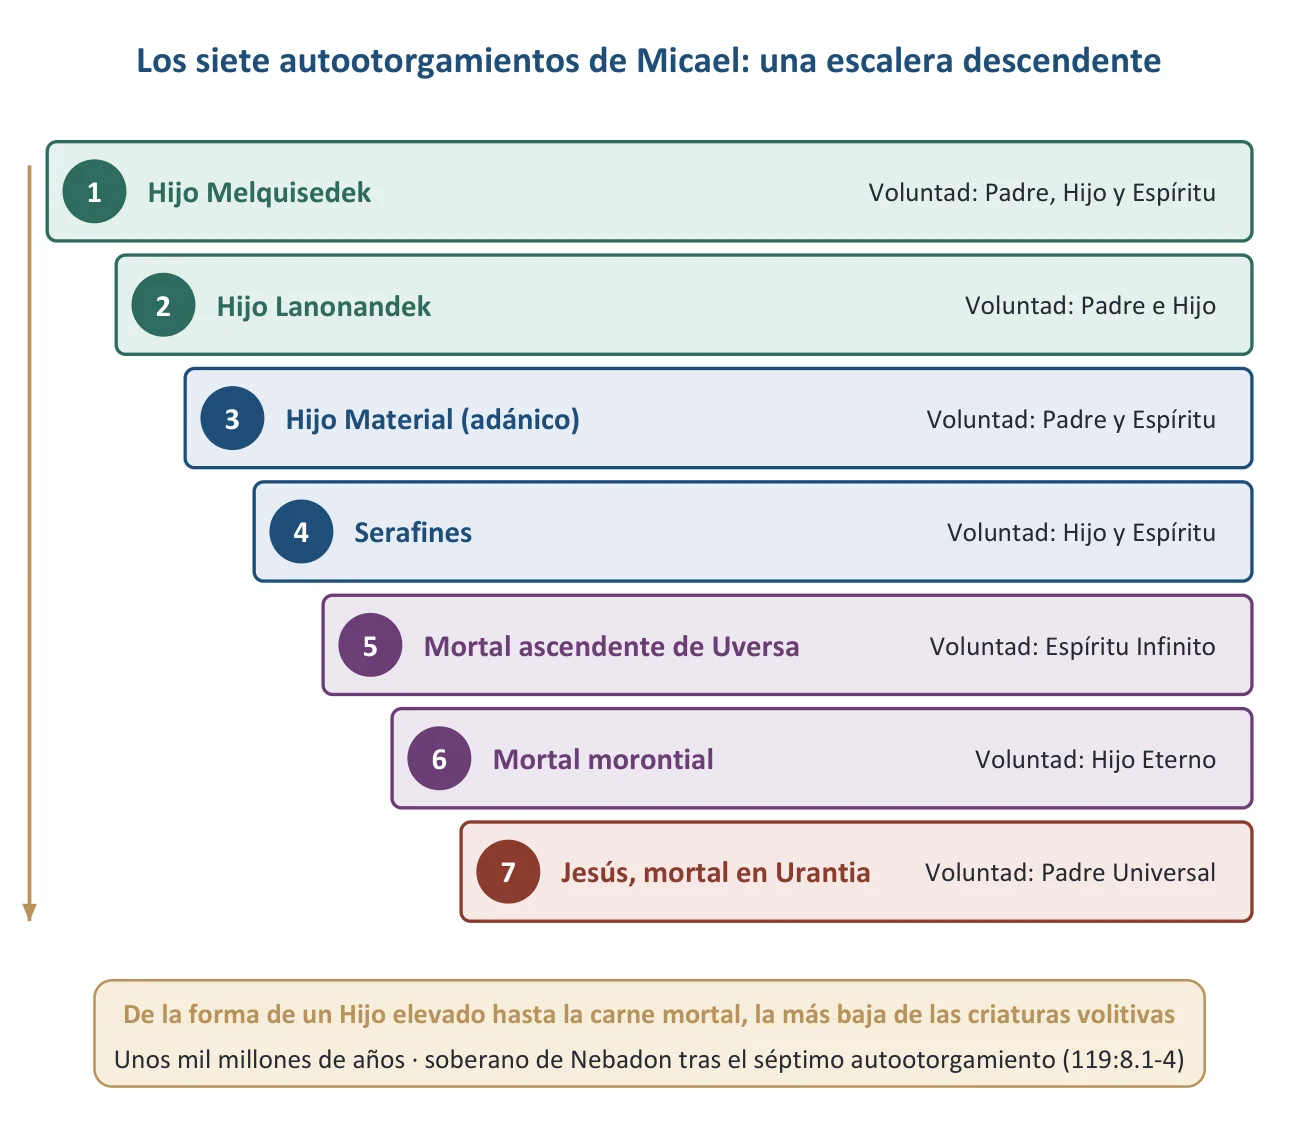 Los siete autootorgamientos de Micael: una escalera descendente
1 Hijo Melquisedek Voluntad: Padre, Hijo y Espíritu
2 Hijo Lanonandek Voluntad: Padre e Hijo
3 Hijo Material (adánico) Voluntad: Padre y Espíritu
4 Serafines Voluntad: Hijo y Espíritu
5 Mortal ascendente de Uversa Voluntad: Espíritu Infinito
6 Mortal morontial Voluntad: Hijo Eterno
7 Jesús, mortal en Urantia Voluntad: Padre Universal
De la forma de un Hijo elevado hasta la carne mortal, la más baja de las criaturas volitivas
Unos mil millones de años · soberano de Nebadon tras el séptimo autootorgamiento (119:8.1-4)